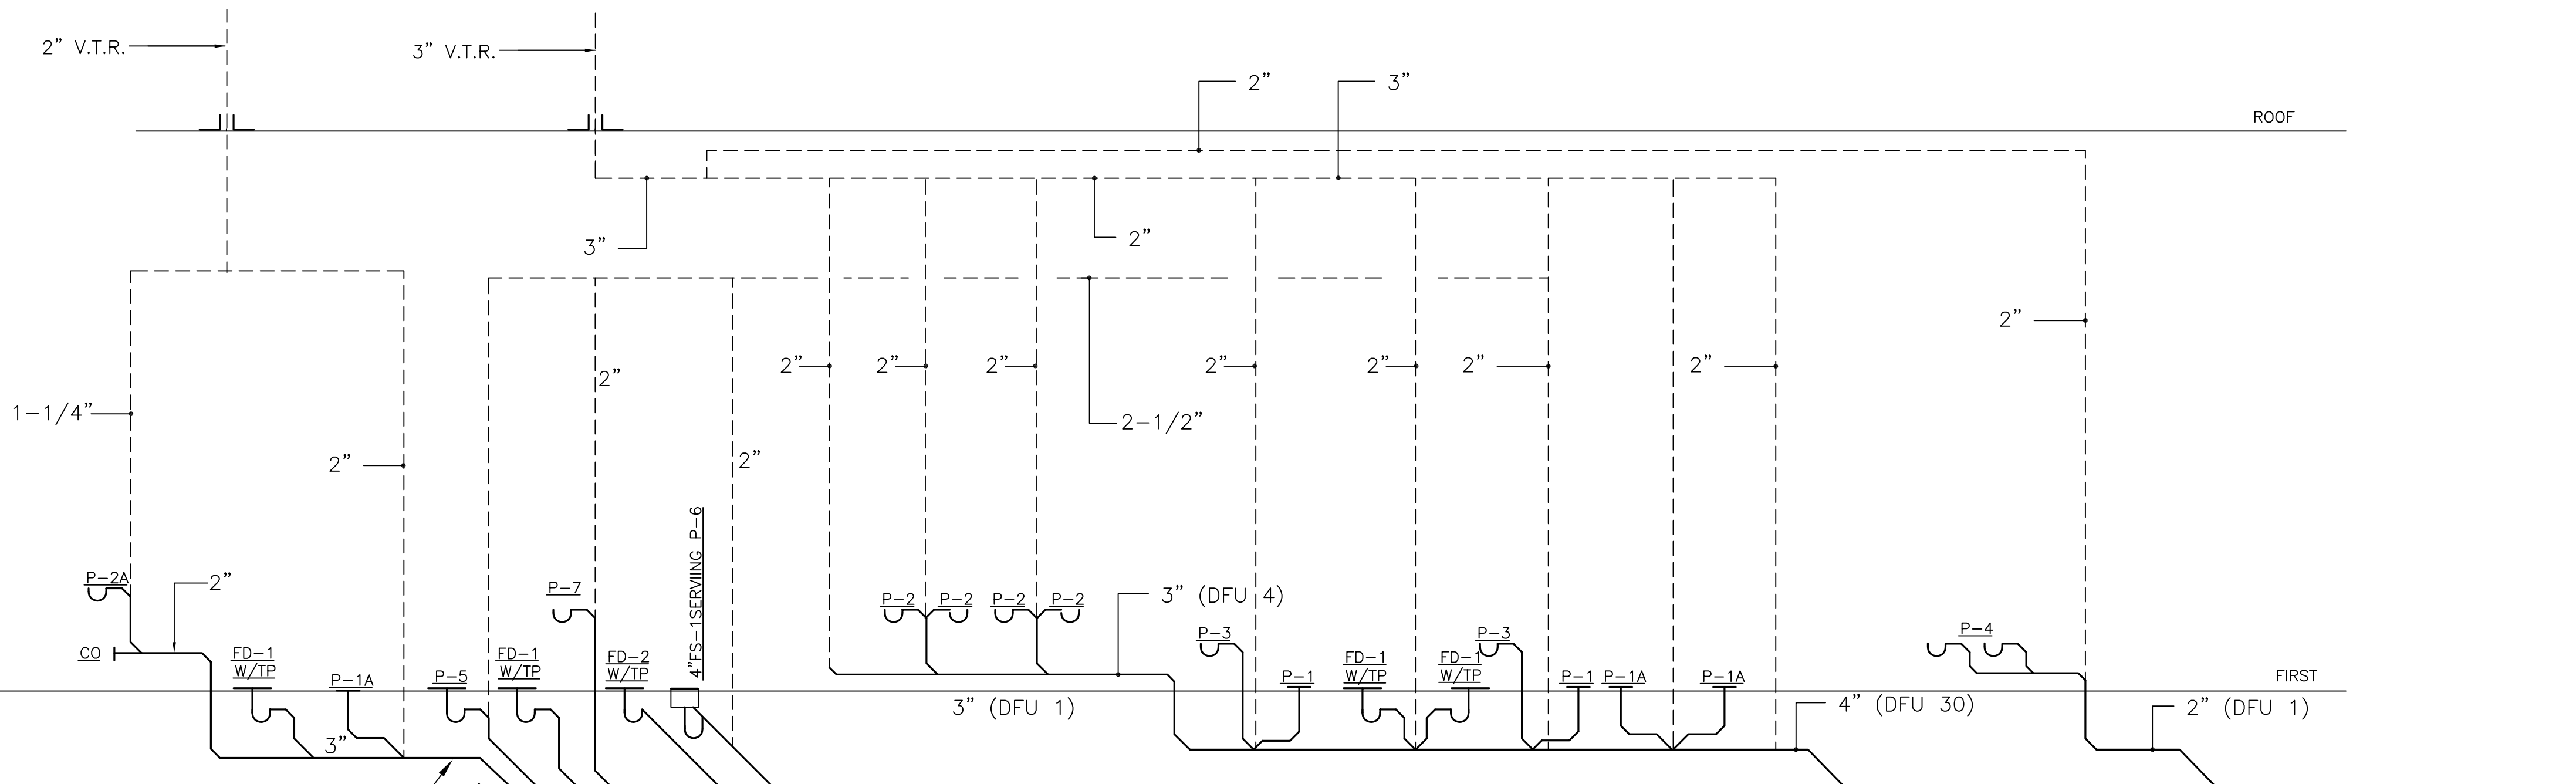 2” V.T.R.
3” V.T.R.
2”
3”
ROOF
3”
2”
2”
2”
2”
2”
2”
2”
2”
2”
2”
2”
1-1/4”
2-1/2”
2”
2”
4”FS-1SERVIING P-6
P-2A
2”
P-7
P-2
P-2
P-2
P-2
3” (DFU 4)
P-3
P-3
P-4
CO
FD-1
W/TP
P-1A
P-5
FD-1
W/TP
FD-2
W/TP
FD-1
W/TP
FD-1
W/TP
P-1
P-1
P-1A
P-1A
FIRST
3” (DFU 1)
4” (DFU 30)
2” (DFU 1)
3”